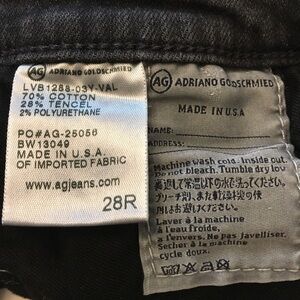 AG ADRIANO GOLDSCHMIED
LVB1288-03Y-VAL
70% COTTON
28% TENCEL
2% POLYURETHANE
PO#AG-25056
BW13049
MADE IN U.S.A.
OF IMPORTED FABRIC
www.agjeans.com
28R
AG ADRIANO GOLDSCHMIED
MADE IN U.S.A
NAME:
ADDRESS:
Machine wash cold. Inside out.
Do not bleach. Tumble dry low
Laver à la machine
à l'eau froide,
a l'envers. Ne pas Javelliser.
Secher à la machine
cycle doux.